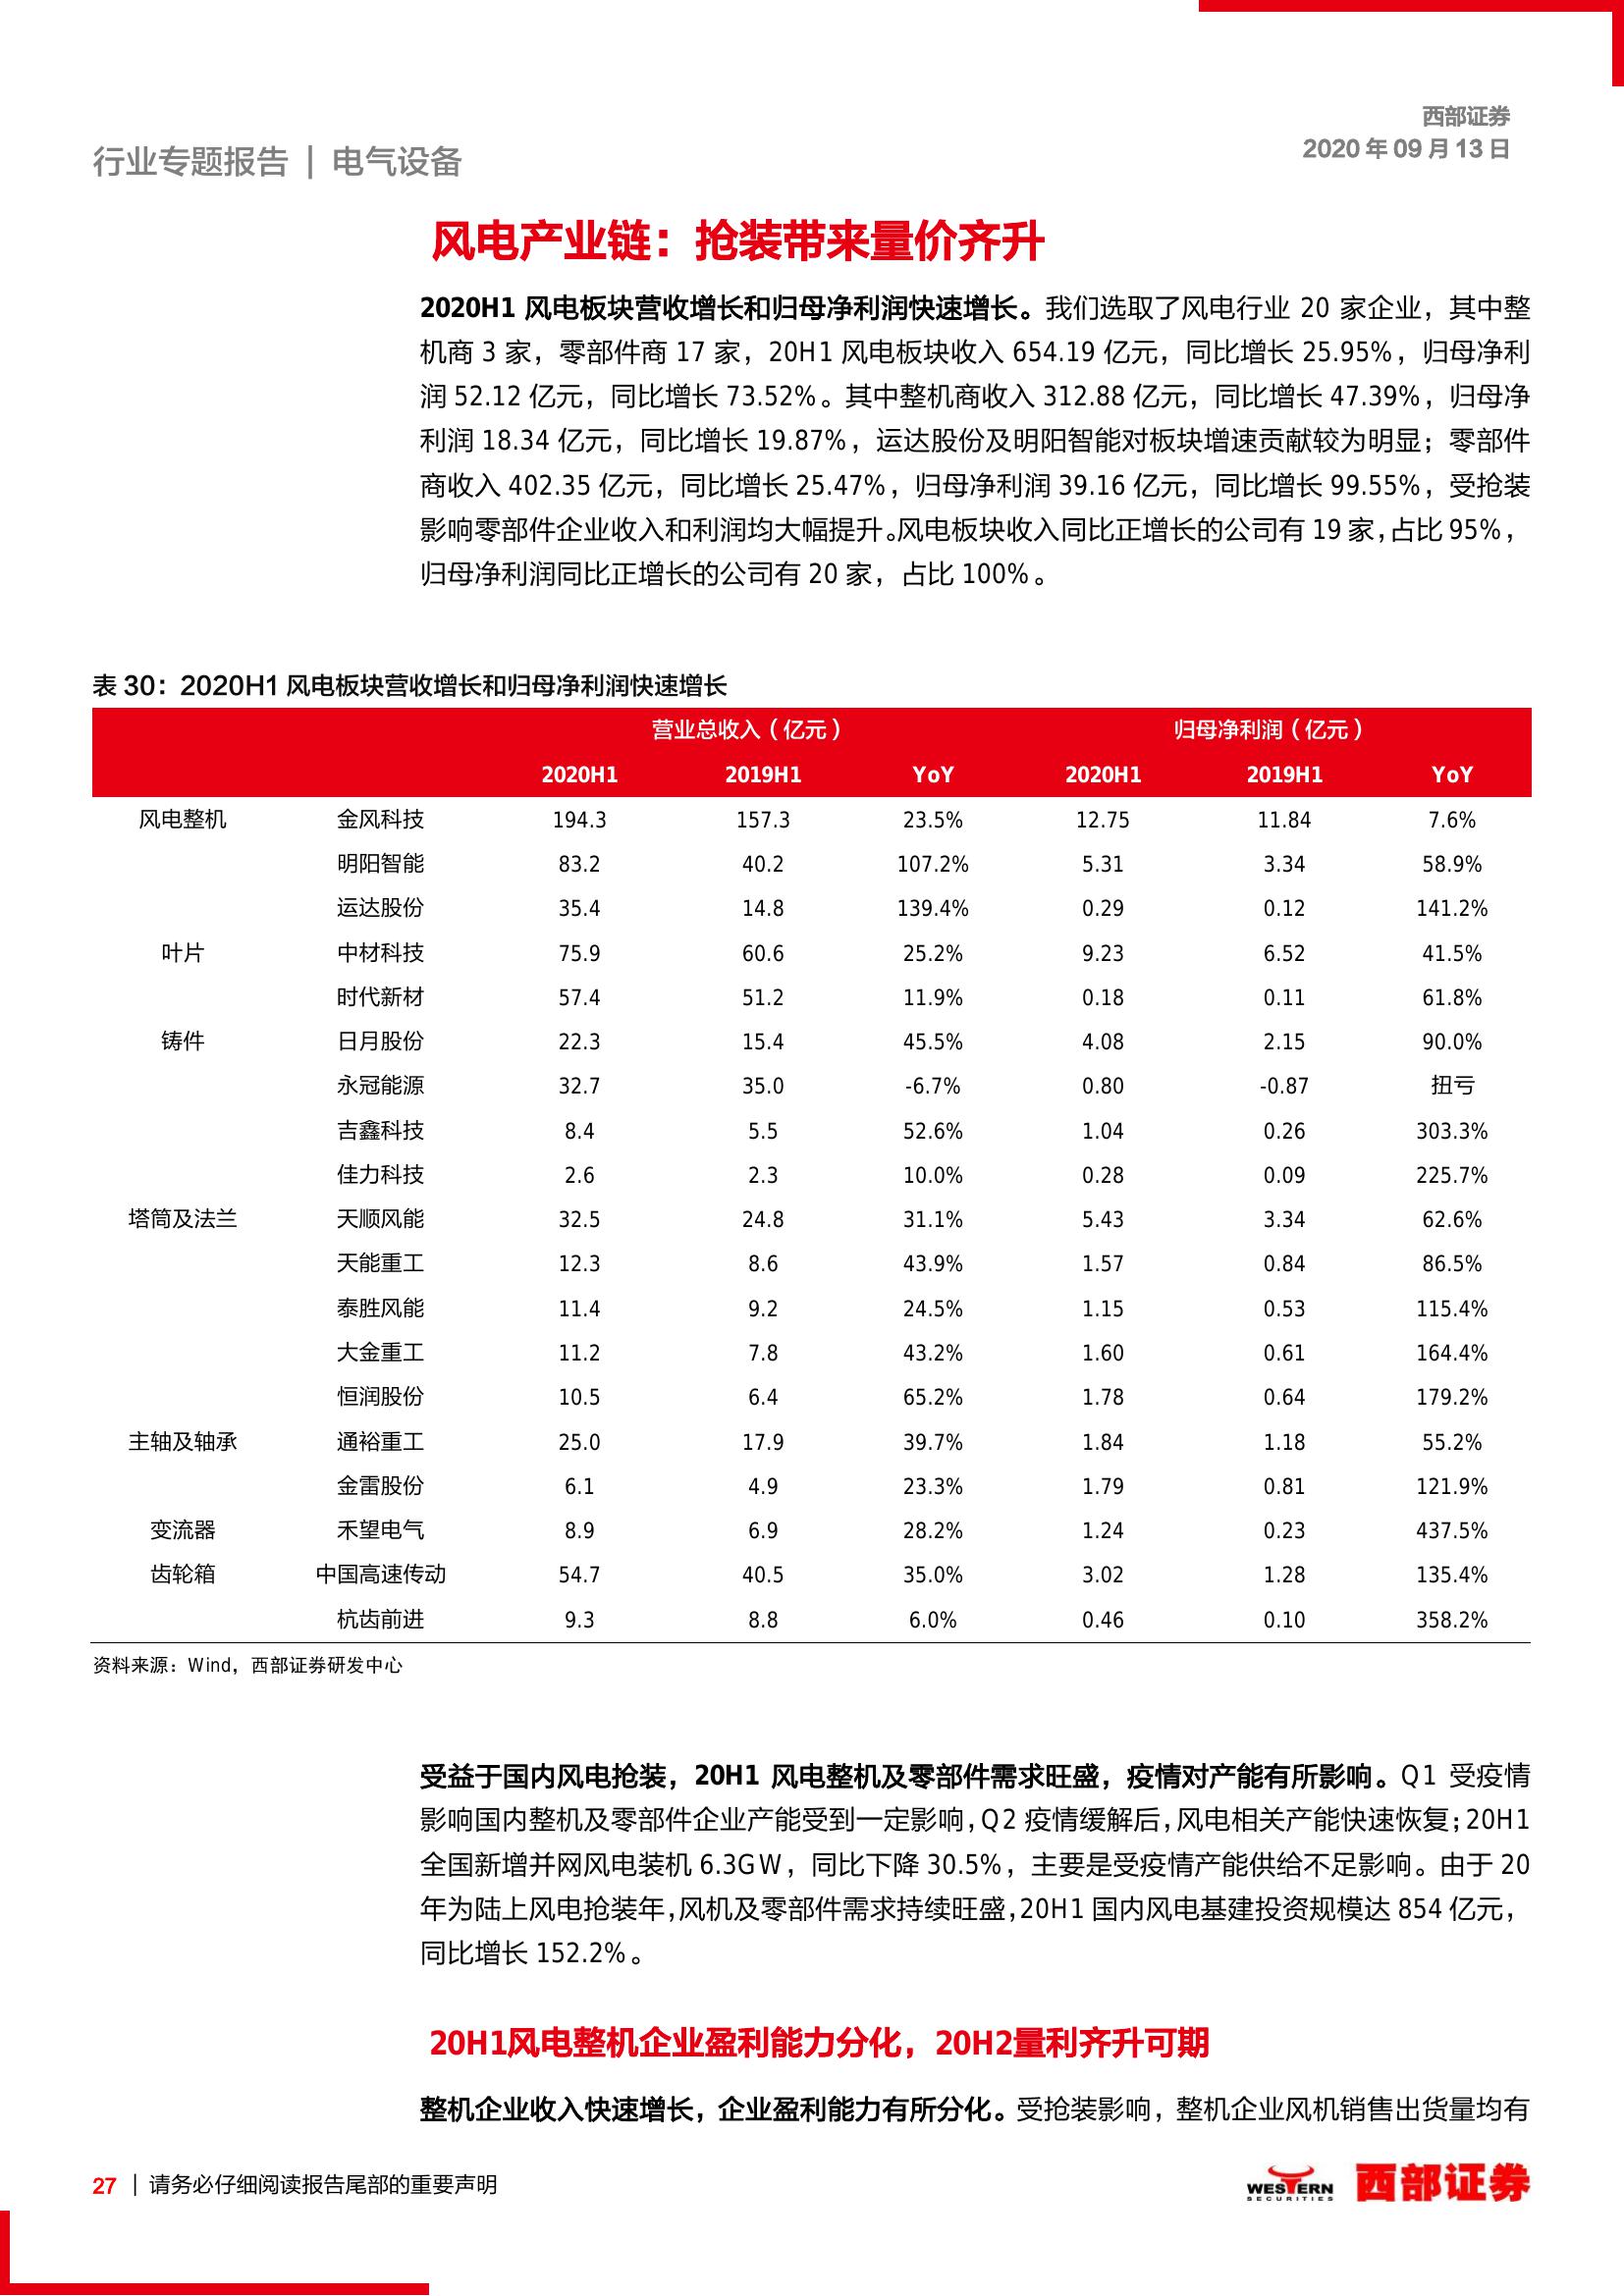 西部证券
2020 年 09 月 13 日
行业专题报告 | 电气设备
风电产业链：抢装带来量价齐升
2020H1 风电板块营收增长和归母净利润快速增长。我们选取了风电行业 20 家企业，其中整
机商 3 家，零部件商 17 家，20H1 风电板块收入 654.19 亿元，同比增长 25.95%，归母净利
润 52.12 亿元，同比增长 73.52%。其中整机商收入 312.88 亿元，同比增长 47.39%，归母净
利润 18.34 亿元，同比增长 19.87%，运达股份及明阳智能对板块增速贡献较为明显；零部件
商收入 402.35 亿元，同比增长 25.47%，归母净利润 39.16 亿元，同比增长 99.55%，受抢装
影响零部件企业收入和利润均大幅提升。风电板块收入同比正增长的公司有 19 家，占比 95%，
归母净利润同比正增长的公司有 20 家，占比 100%。
表 30：2020H1 风电板块营收增长和归母净利润快速增长
营业总收入（亿元） 归母净利润（亿元）
2020H1 2019H1 YoY 2020H1 2019H1 YoY
风电整机 金风科技 194.3 157.3 23.5% 12.75 11.84 7.6%
明阳智能 83.2 40.2 107.2% 5.31 3.34 58.9%
运达股份 35.4 14.8 139.4% 0.29 0.12 141.2%
叶片 中材科技 75.9 60.6 25.2% 9.23 6.52 41.5%
时代新材 57.4 51.2 11.9% 0.18 0.11 61.8%
铸件 日月股份 22.3 15.4 45.5% 4.08 2.15 90.0%
永冠能源 32.7 35.0 -6.7% 0.80 -0.87 扭亏
吉鑫科技 8.4 5.5 52.6% 1.04 0.26 303.3%
佳力科技 2.6 2.3 10.0% 0.28 0.09 225.7%
塔筒及法兰 天顺风能 32.5 24.8 31.1% 5.43 3.34 62.6%
天能重工 12.3 8.6 43.9% 1.57 0.84 86.5%
泰胜风能 11.4 9.2 24.5% 1.15 0.53 115.4%
大金重工 11.2 7.8 43.2% 1.60 0.61 164.4%
恒润股份 10.5 6.4 65.2% 1.78 0.64 179.2%
主轴及轴承 通裕重工 25.0 17.9 39.7% 1.84 1.18 55.2%
金雷股份 6.1 4.9 23.3% 1.79 0.81 121.9%
变流器 禾望电气 8.9 6.9 28.2% 1.24 0.23 437.5%
齿轮箱 中国高速传动 54.7 40.5 35.0% 3.02 1.28 135.4%
杭齿前进 9.3 8.8 6.0% 0.46 0.10 358.2%
资料来源：Wind，西部证券研发中心
受益于国内风电抢装，20H1 风电整机及零部件需求旺盛，疫情对产能有所影响。Q1 受疫情
影响国内整机及零部件企业产能受到一定影响，Q2 疫情缓解后，风电相关产能快速恢复；20H1
全国新增并网风电装机 6.3GW，同比下降 30.5%，主要是受疫情产能供给不足影响。由于 20
年为陆上风电抢装年，风机及零部件需求持续旺盛，20H1 国内风电基建投资规模达 854 亿元，
同比增长 152.2%。
20H1风电整机企业盈利能力分化，20H2量利齐升可期
整机企业收入快速增长，企业盈利能力有所分化。受抢装影响，整机企业风机销售出货量均有
27 | 请务必仔细阅读报告尾部的重要声明
WESTERN
SECURITIES
西部证券